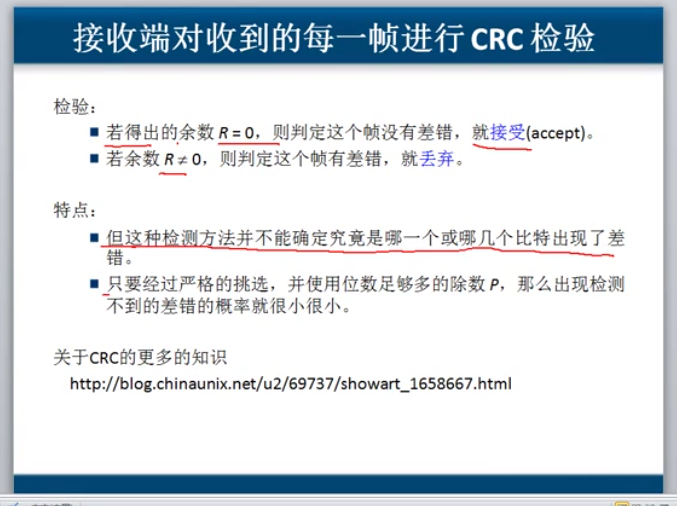 接收端对收到的每一帧进行 CRC 检验
检验：
若得出的余数 R = 0，则判定这个帧没有差错，就接受(accept)。
若余数 R ≠ 0，则判定这个帧有差错，就丢弃。
特点：
但这种检测方法并不能确定究竟是哪一个或哪几个比特出现了差
错。
只要经过严格的挑选，并使用位数足够多的除数 P，那么出现检测
不到的差错的概率就很小很小。
关于CRC的更多的知识
http://blog.chinaunix.net/u2/69737/showart_1658667.html